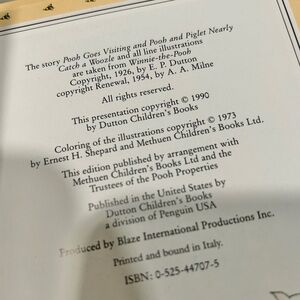 The story Pooh Goes Visiting and Pooh and Piglet Nearly
Catch a Woozle and all line illustrations
are taken from Winnie-the-Pooh
Copyright, 1926, by E. P. Dutton
copyright Renewal, 1954, by A. A. Milne
All rights reserved.
This presentation copyright © 1990
by Dutton Children's Books
Coloring of the illustrations copyright © 1973
by Ernest H. Shepard and Methuen Children's Books Ltd.
This edition published by arrangement with
Methuen Children's Books Ltd and the
Trustees of the Pooh Properties
Published in the United States by
Dutton Children's Books
a division of Penguin USA
Produced by Blaze International Productions Inc.
Printed and bound in Italy.
ISBN: 0-525-44707-5